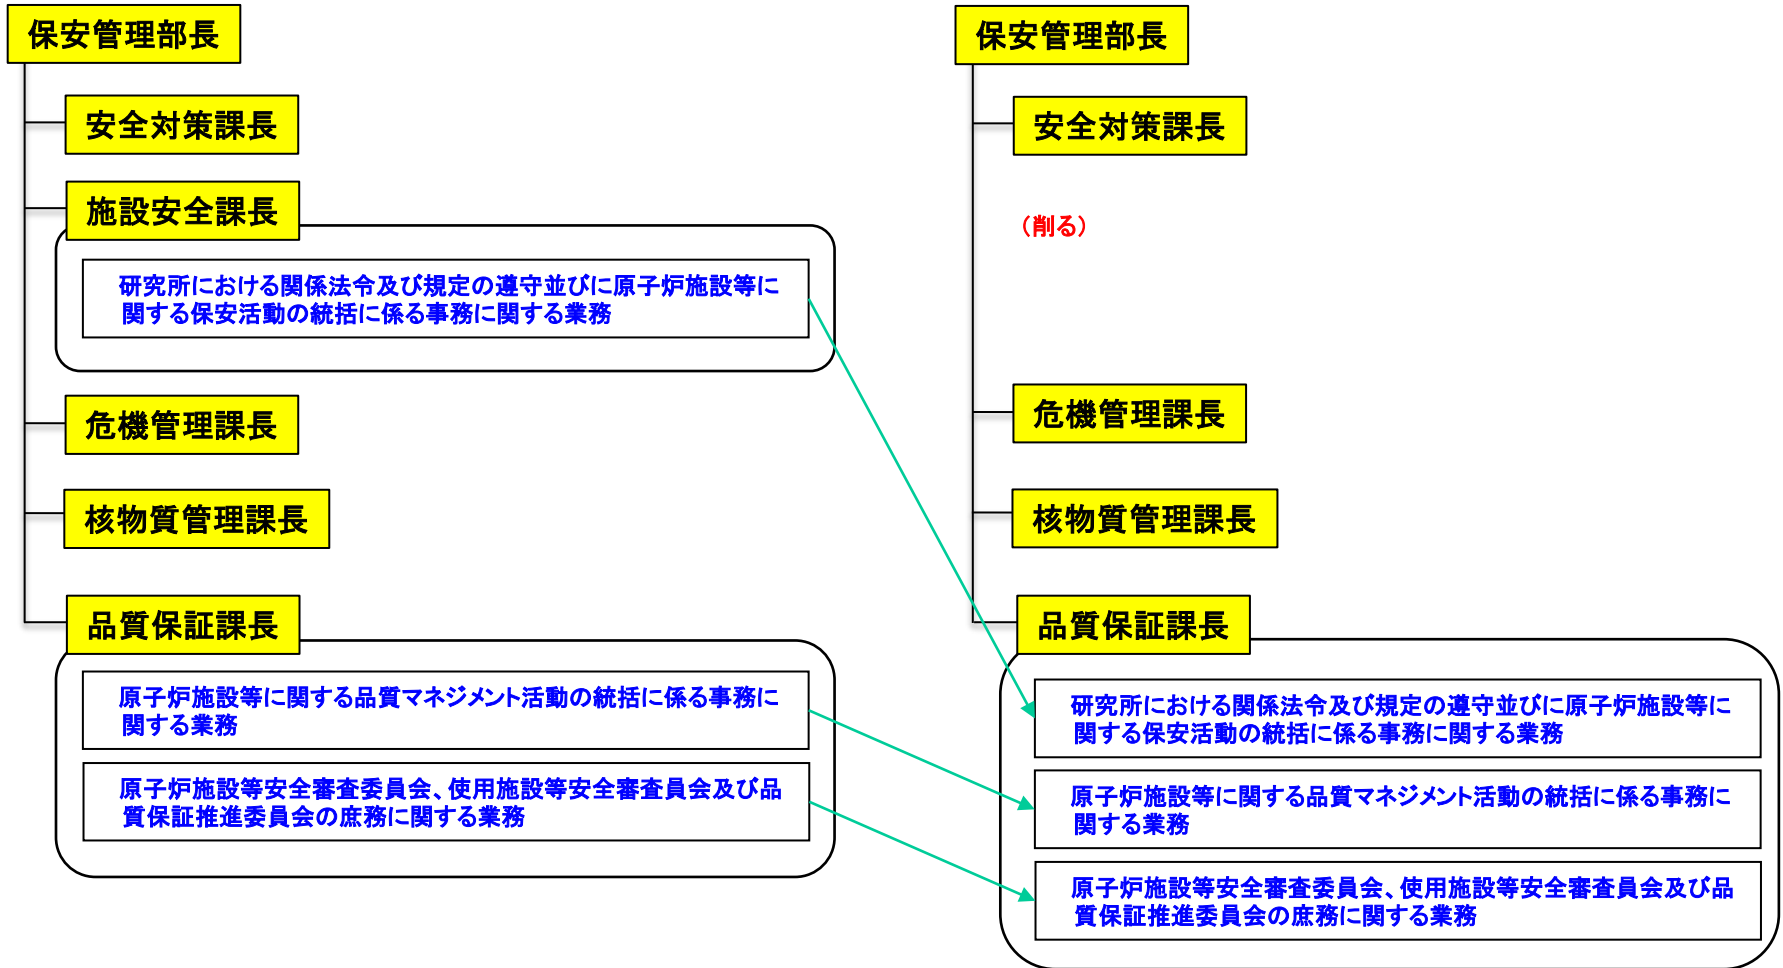 保安管理部長
安全対策課長
施設安全課長
研究所における関係法令及び規定の遵守並びに原子炉施設等に
関する保安活動の統括に係る事務に関する業務
危機管理課長
核物質管理課長
品質保証課長
原子炉施設等に関する品質マネジメント活動の統括に係る事務に
関する業務
原子炉施設等安全審査委員会、使用施設等安全審査員会及び品
質保証推進委員会の庶務に関する業務
保安管理部長
安全対策課長
（削る）
危機管理課長
核物質管理課長
品質保証課長
研究所における関係法令及び規定の遵守並びに原子炉施設等に
関する保安活動の統括に係る事務に関する業務
原子炉施設等に関する品質マネジメント活動の統括に係る事務に
関する業務
原子炉施設等安全審査委員会、使用施設等安全審査員会及び品
質保証推進委員会の庶務に関する業務